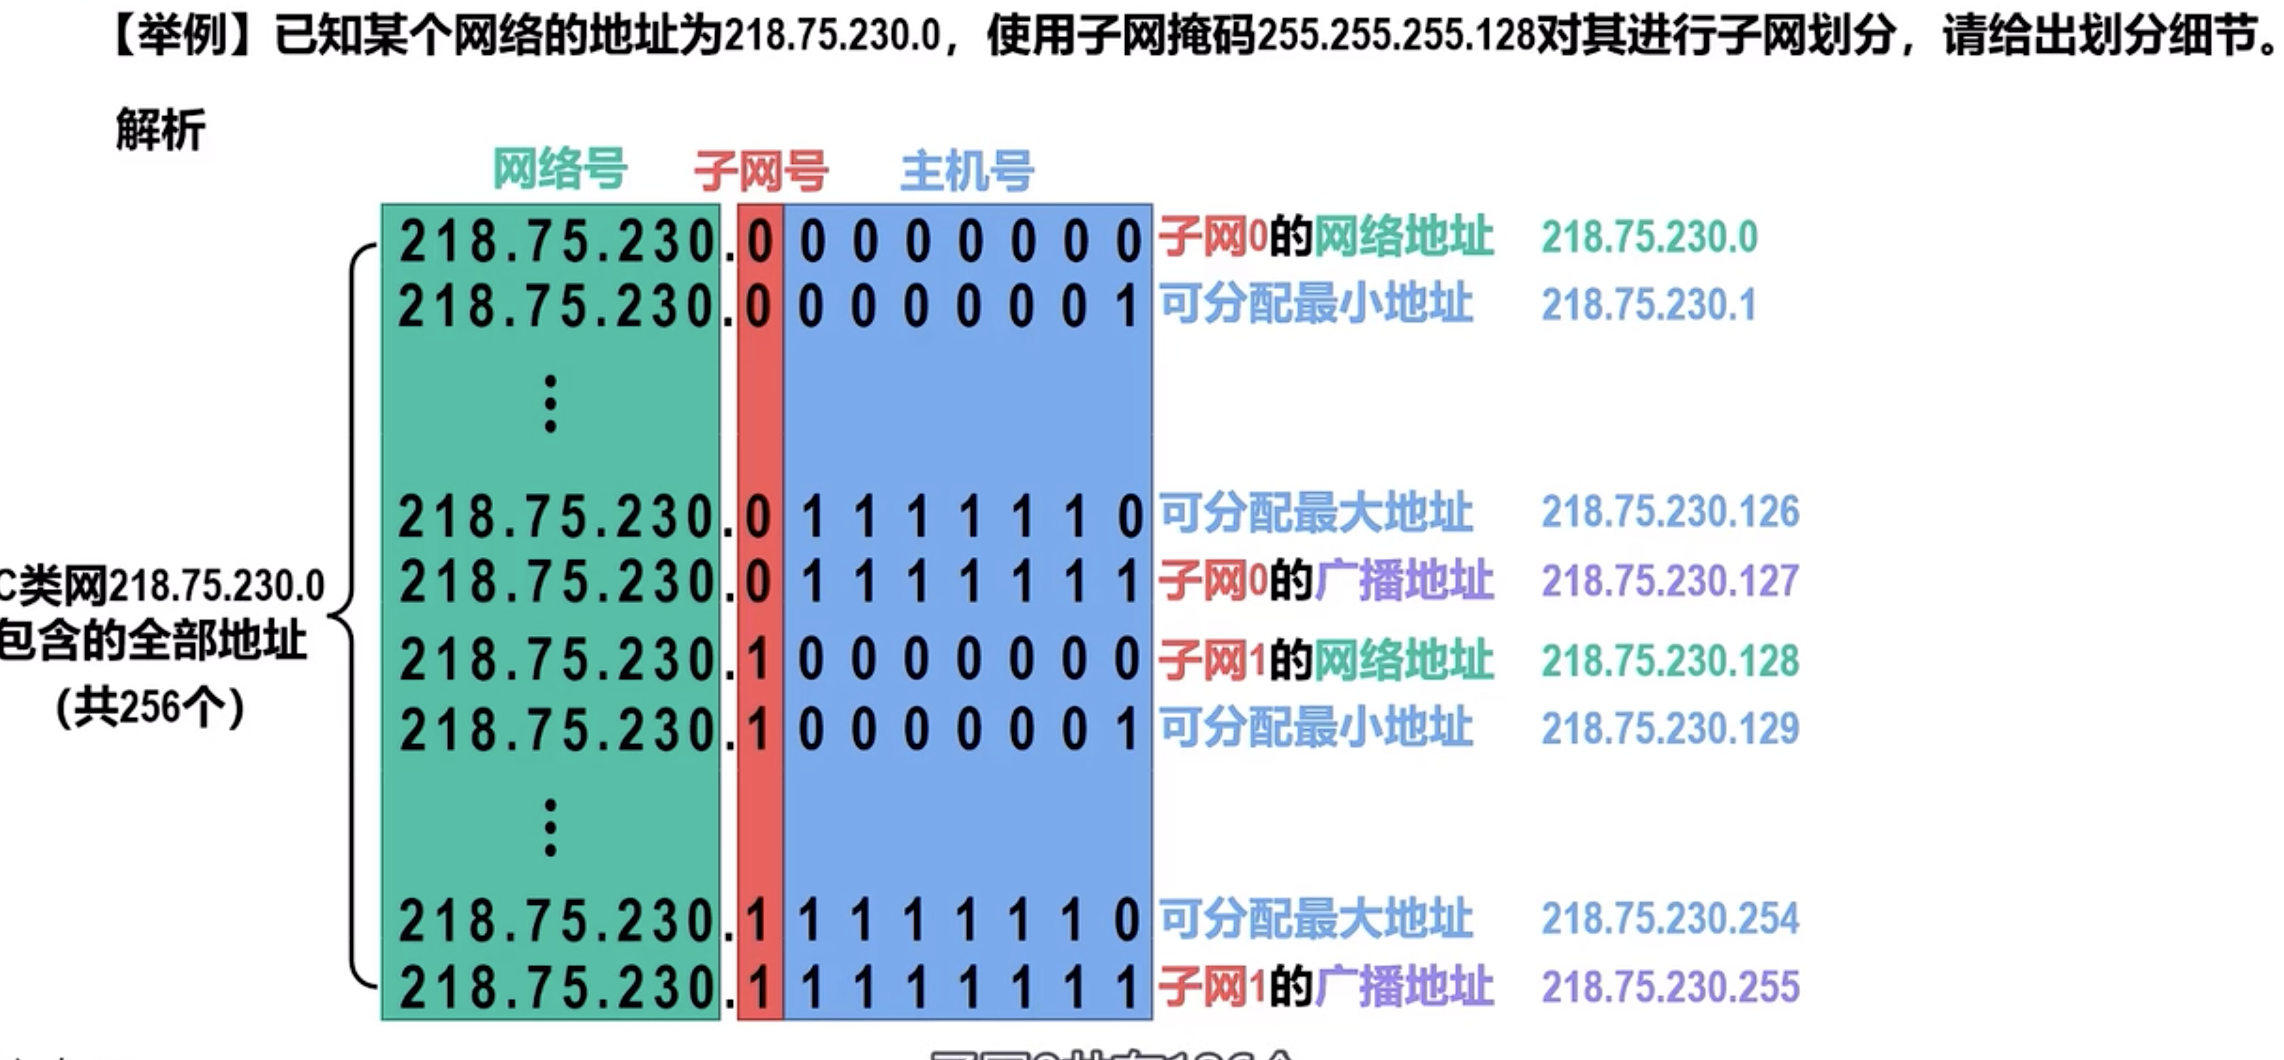 【举例】已知某个网络的地址为218.75.230.0，使用子网掩码255.255.255.128对其进行子网划分，请给出划分细节。
解析
网络号 子网号 主机号
218.75.230.0 0 0 0 0 0 0 0 子网0的网络地址 218.75.230.0
218.75.230.0 0 0 0 0 0 0 1 可分配最小地址 218.75.230.1
218.75.230.0 1 1 1 1 1 1 0 可分配最大地址 218.75.230.126
218.75.230.0 1 1 1 1 1 1 1 子网0的广播地址 218.75.230.127
C类网218.75.230.0
包含的全部地址
（共256个）
218.75.230.1 0 0 0 0 0 0 0 子网1的网络地址 218.75.230.128
218.75.230.1 0 0 0 0 0 0 1 可分配最小地址 218.75.230.129
218.75.230.1 1 1 1 1 1 1 0 可分配最大地址 218.75.230.254
218.75.230.1 1 1 1 1 1 1 1 子网1的广播地址 218.75.230.255